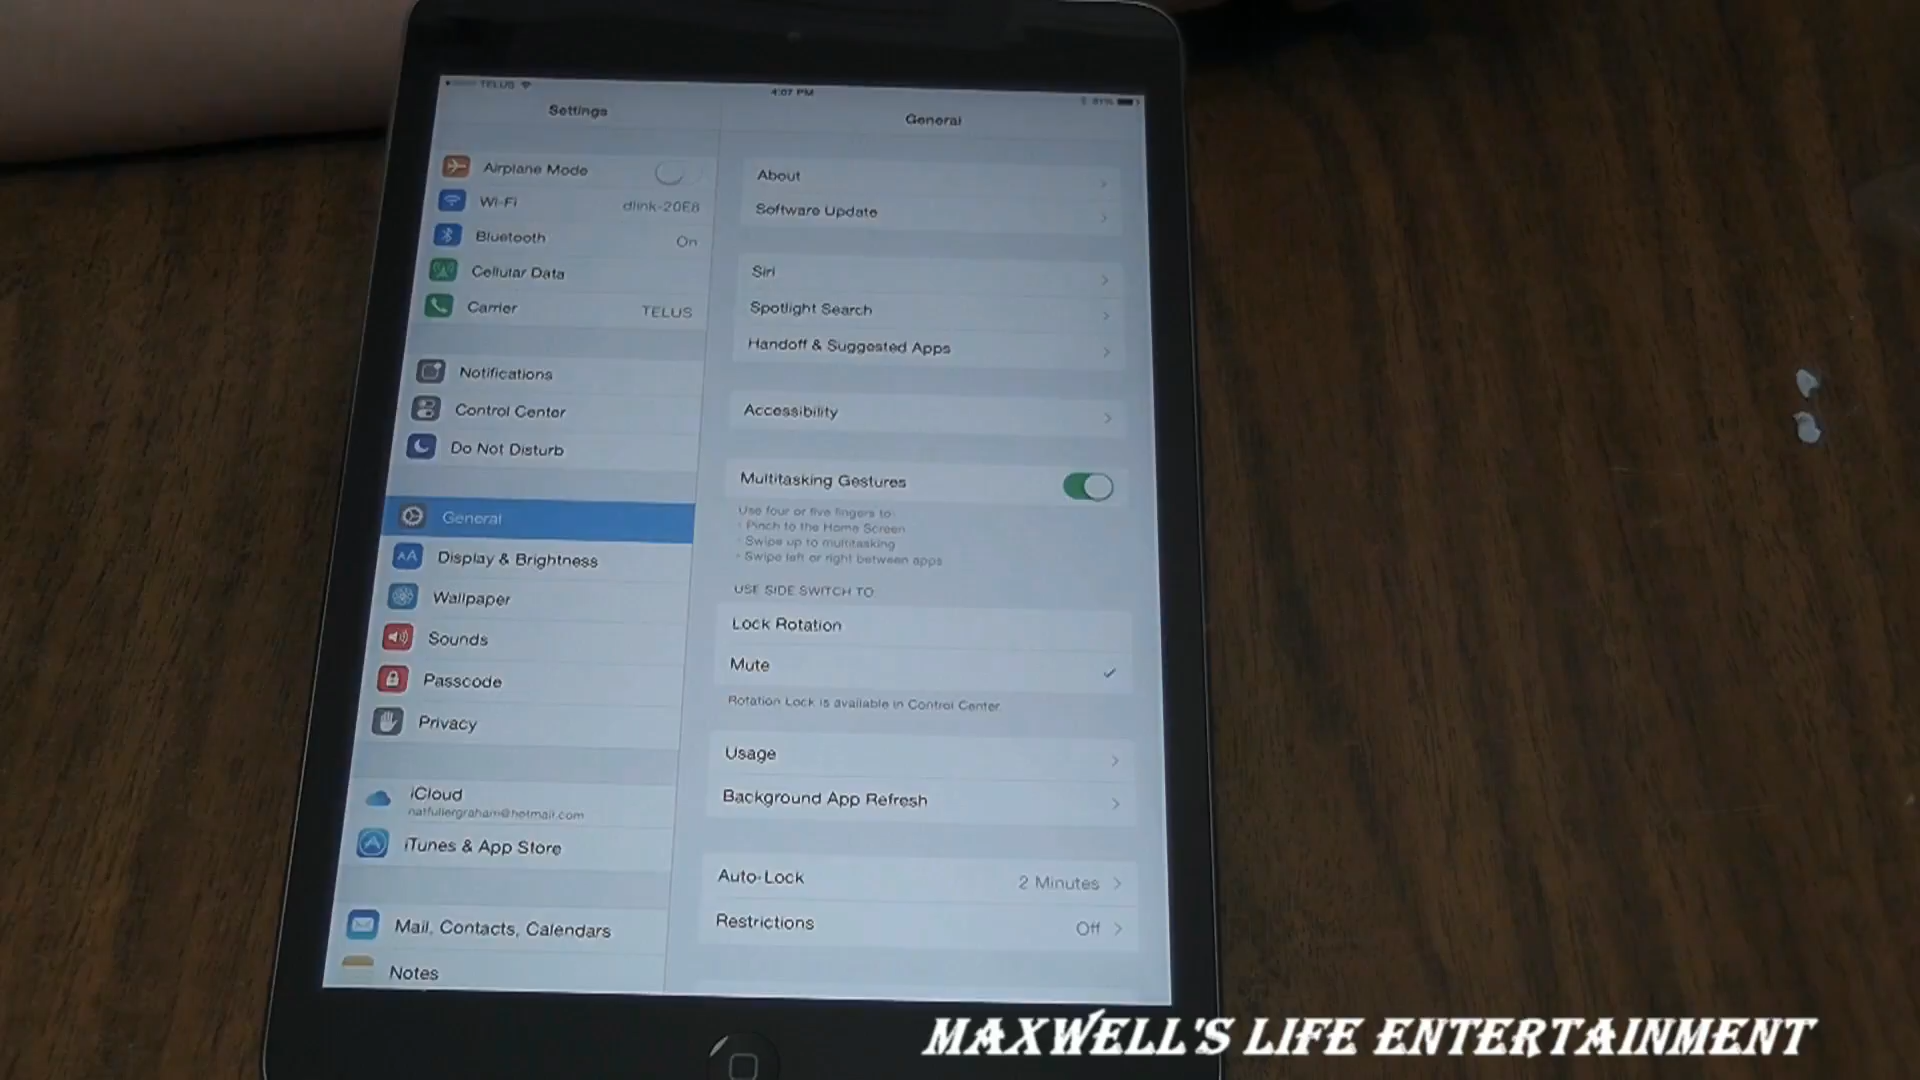 TELUS
4:07 PM
Settings
General
Airplane Mode
Wi-Fi dlink-20E8
Bluetooth On
Cellular Data
Carrier TELUS
Notifications
Control Center
Do Not Disturb
General
AA Display & Brightness
Wallpaper
Sounds
Passcode
Privacy
iCloud
natfullergraham@hotmail.com
iTunes & App Store
Mail, Contacts, Calendars
Notes
About
Software Update
Siri
Spotlight Search
Handoff & Suggested Apps
Accessibility
Multitasking Gestures
Use four or five fingers to:
· Pinch to the Home Screen
· Swipe up to multitasking
· Swipe left or right between apps
USE SIDE SWITCH TO:
Lock Rotation
Mute
Rotation Lock is available in Control Center.
Usage
Background App Refresh
Auto-Lock 2 Minutes
Restrictions Off
MAXWELL'S LIFE ENTERTAINMENT